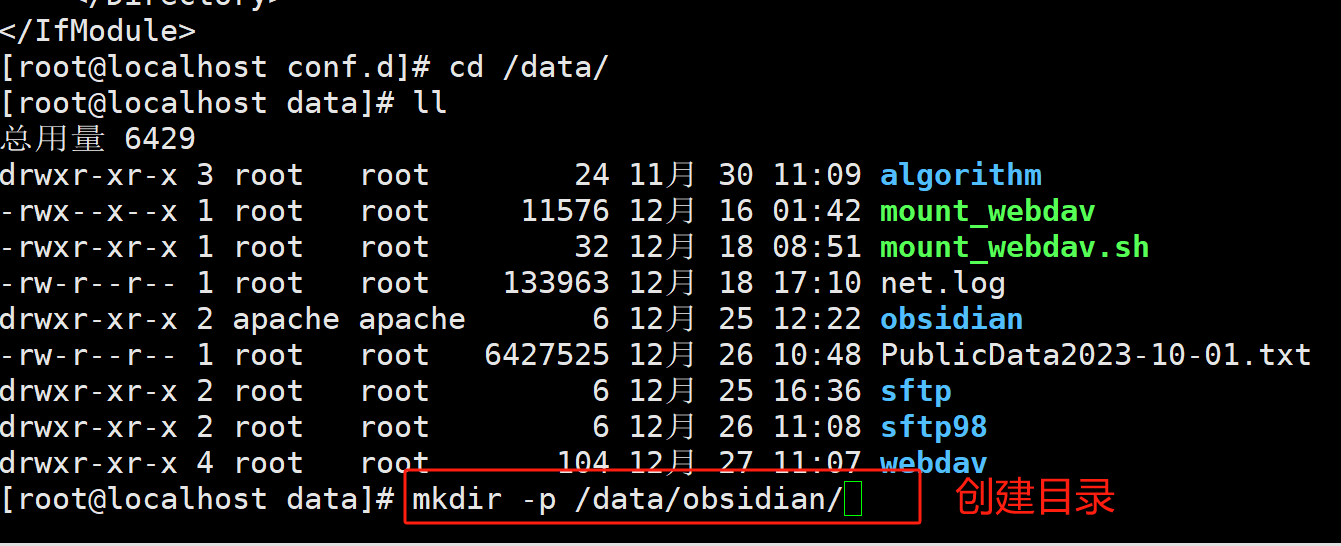 </Directory>
</IfModule>
[root@localhost conf.d]# cd /data/
[root@localhost data]# ll
总用量 6429
drwxr-xr-x 3 root   root        24 11月  30 11:09 algorithm
-rwx--x--x 1 root   root     11576 12月  16 01:42 mount_webdav
-rwxr-xr-x 1 root   root        32 12月  18 08:51 mount_webdav.sh
-rw-r--r-- 1 root   root    133963 12月  18 17:10 net.log
drwxr-xr-x 2 apache apache       6 12月  25 12:22 obsidian
-rw-r--r-- 1 root   root   6427525 12月  26 10:48 PublicData2023-10-01.txt
drwxr-xr-x 2 root   root         6 12月  25 16:36 sftp
drwxr-xr-x 2 root   root         6 12月  26 11:08 sftp98
drwxr-xr-x 4 root   root       104 12月  27 11:07 webdav
[root@localhost data]# mkdir -p /data/obsidian/ 创建目录